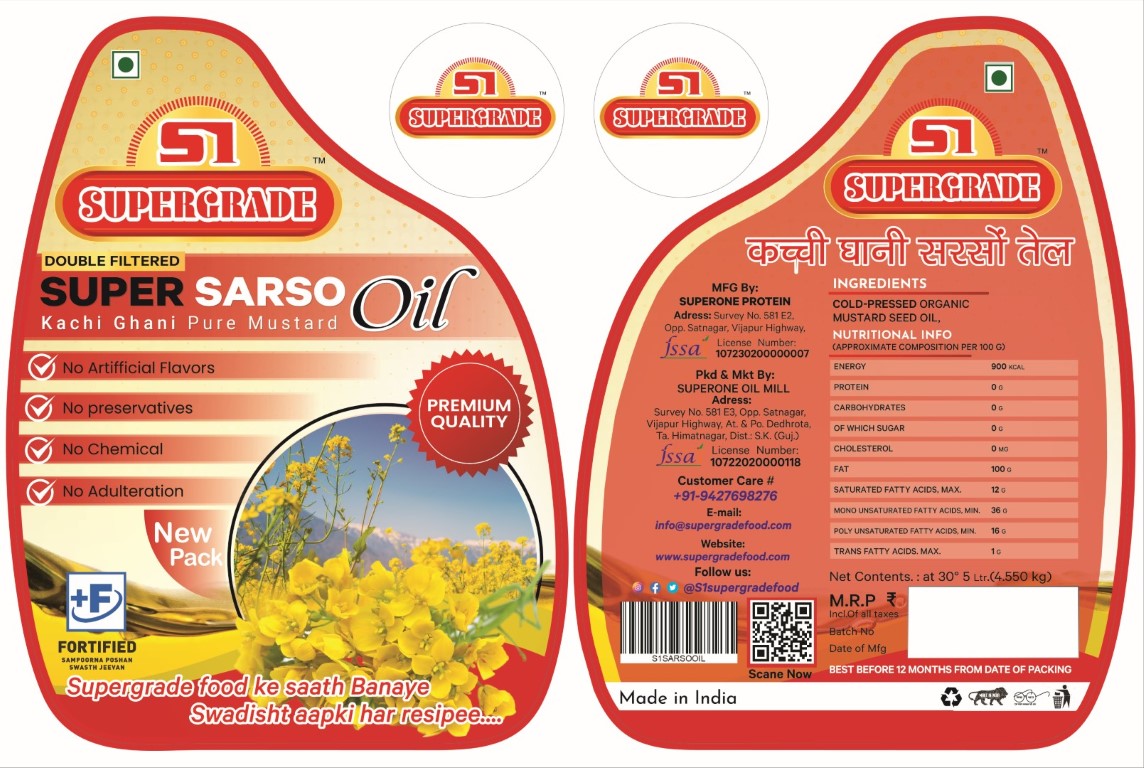 S1
SUPERGRADE
TM
DOUBLE FILTERED
SUPER SARSO Oil
Kachi Ghani Pure Mustard
No Artifficial Flavors
No preservatives
No Chemical
No Adulteration
PREMIUM
QUALITY
New
Pack
+F
FORTIFIED
SAMPOORNA POSHAN
SWASTH JEEVAN
Supergrade food ke saath Banaye
Swadisht aapki har resipee....
S1
SUPERGRADE
TM
S1
SUPERGRADE
TM
S1
SUPERGRADE
TM
कच्ची घानी सरसों तेल
MFG By:
SUPERONE PROTEIN
Adress: Survey No. 581 E2,
Opp. Satnagar, Vijapur Highway,
fssai License Number:
107230200000007
Pkd & Mkt By:
SUPERONE OIL MILL
Adress:
Survey No. 581 E3, Opp. Satnagar,
Vijapur Highway, At. & Po. Dedhrota,
Ta. Himatnagar, Dist.: S.K. (Guj.)
fssai License Number:
10722020000118
Customer Care #
+91-9427698276
E-mail:
info@supergradefood.com
Website:
www.supergradefood.com
Follow us:
@S1supergradefood
S1SARSOOIL
Scane Now
INGREDIENTS
COLD-PRESSED ORGANIC
MUSTARD SEED OIL,
NUTRITIONAL INFO
(APPROXIMATE COMPOSITION PER 100 G)
ENERGY 900 KCAL
PROTEIN 0 G
CARBOHYDRATES 0 G
OF WHICH SUGAR 0 G
CHOLESTEROL 0 MG
FAT 100 G
SATURATED FATTY ACIDS, MAX. 12 G
MONO UNSATURATED FATTY ACIDS, MIN. 36 G
POLY UNSATURATED FATTY ACIDS, MIN. 16 G
TRANS FATTY ACIDS, MAX. 1 G
Net Contents. : at 30° 5 Ltr.(4.550 kg)
M.R.P ₹
Incl.Of all taxes
Batch No
Date of Mfg
BEST BEFORE 12 MONTHS FROM DATE OF PACKING
Made in India